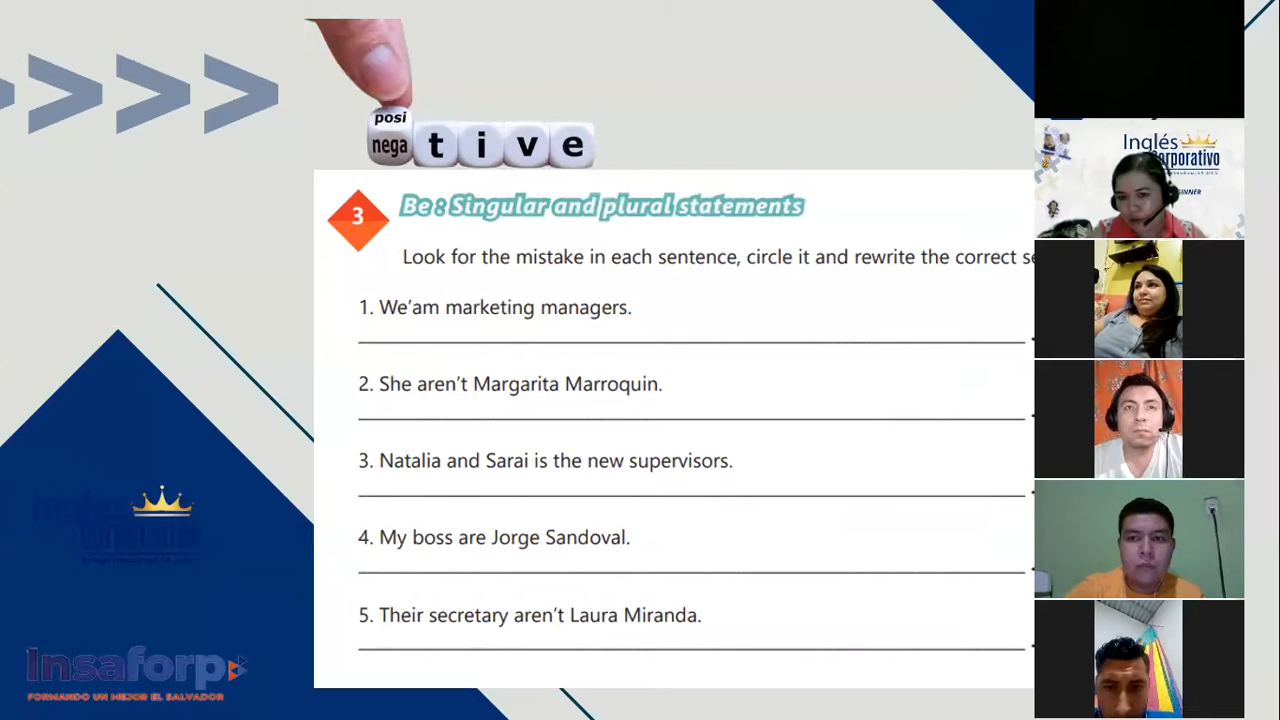 posi
nega t i v e
3 Be : Singular and plural statements
Look for the mistake in each sentence, circle it and rewrite the correct se
1. We'am marketing managers.
2. She aren't Margarita Marroquin.
3. Natalia and Sarai is the new supervisors.
4. My boss are Jorge Sandoval.
5. Their secretary aren't Laura Miranda.
Inglés
Corporativo
Insaforp
FORMANDO UN MEJOR EL SALVADOR
Inglés
Corporativo